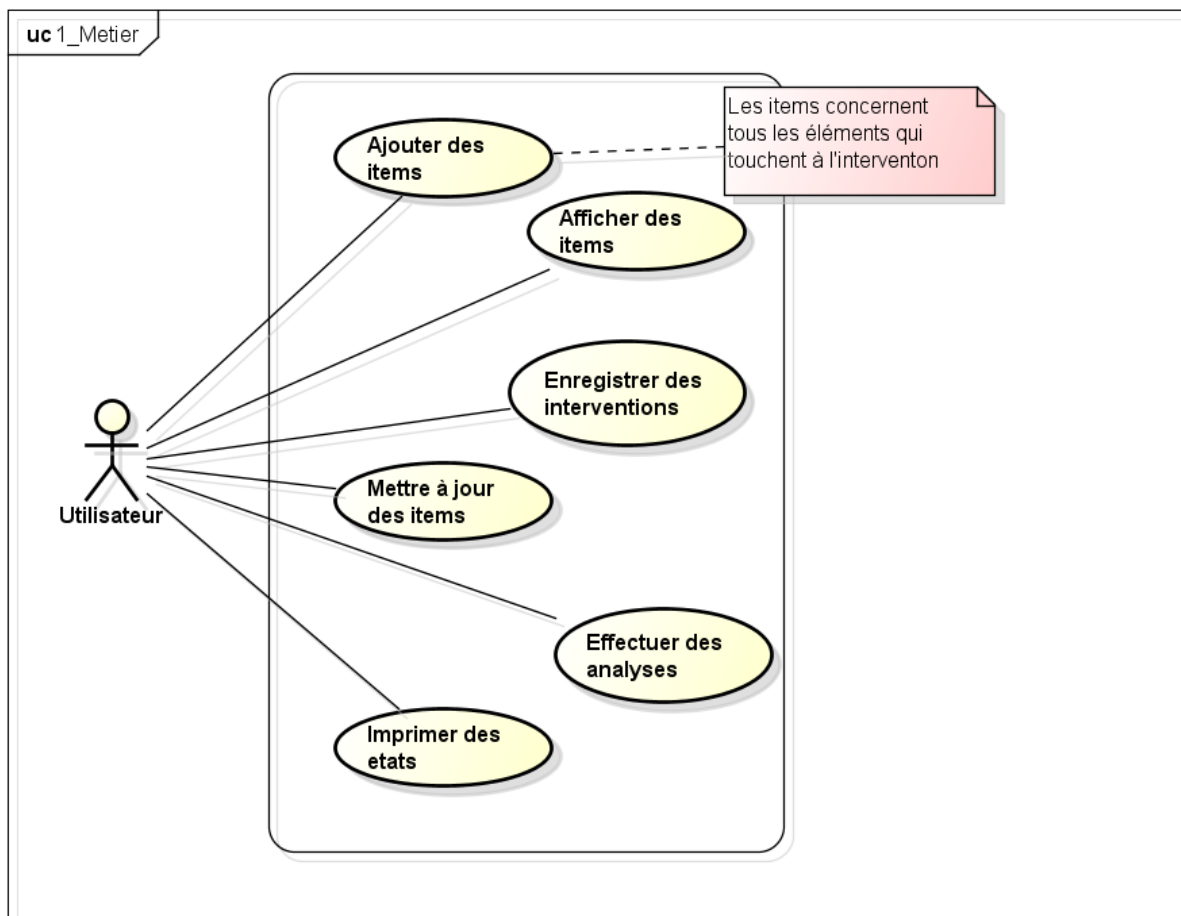 uc 1_Metier
Les items concernent
tous les éléments qui
touchent à l'interventon
Ajouter des
items
Afficher des
items
Enregistrer des
interventions
Mettre à jour
des items
Utilisateur
Effectuer des
analyses
Imprimer des
etats